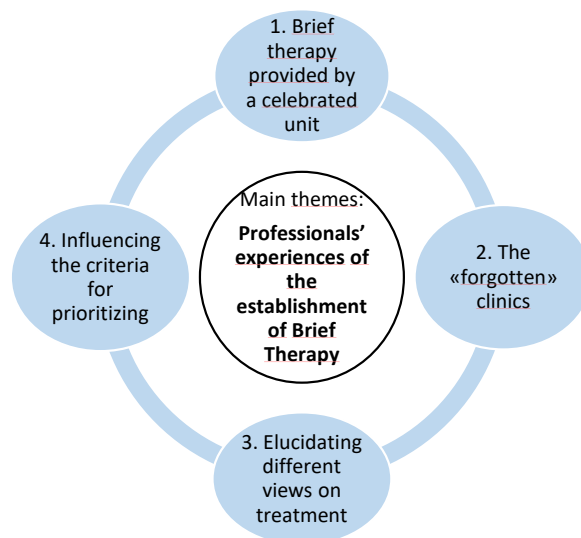 1. Brief
therapy
provided by
a celebrated
unit
Main themes:
Professionals’
experiences of
the
establishment
of Brief
Therapy
2. The
«forgotten»
clinics
3. Elucidating
different
views on
treatment
4. Influencing
the criteria
for
prioritizing